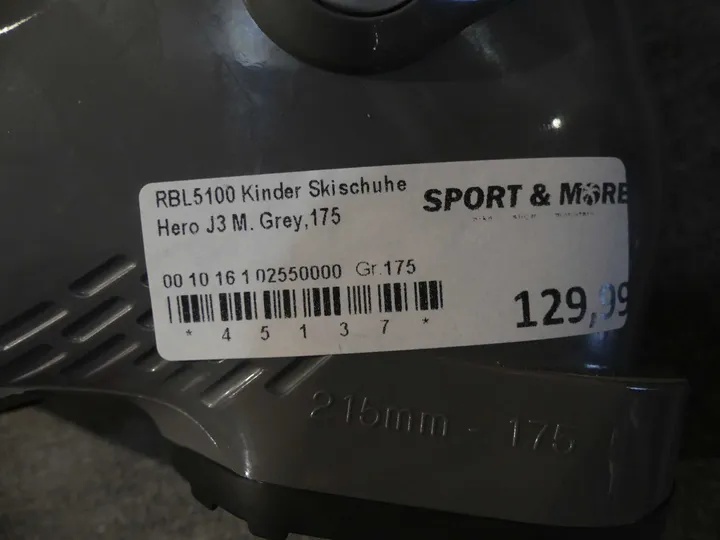 RBL5100 Kinder Skischuhe
Hero J3 M. Grey,175
SPORT & MORE
00 10 16 1 02550000 Gr.175
* 4 5 1 3 7 *
129,99
215mm - 175